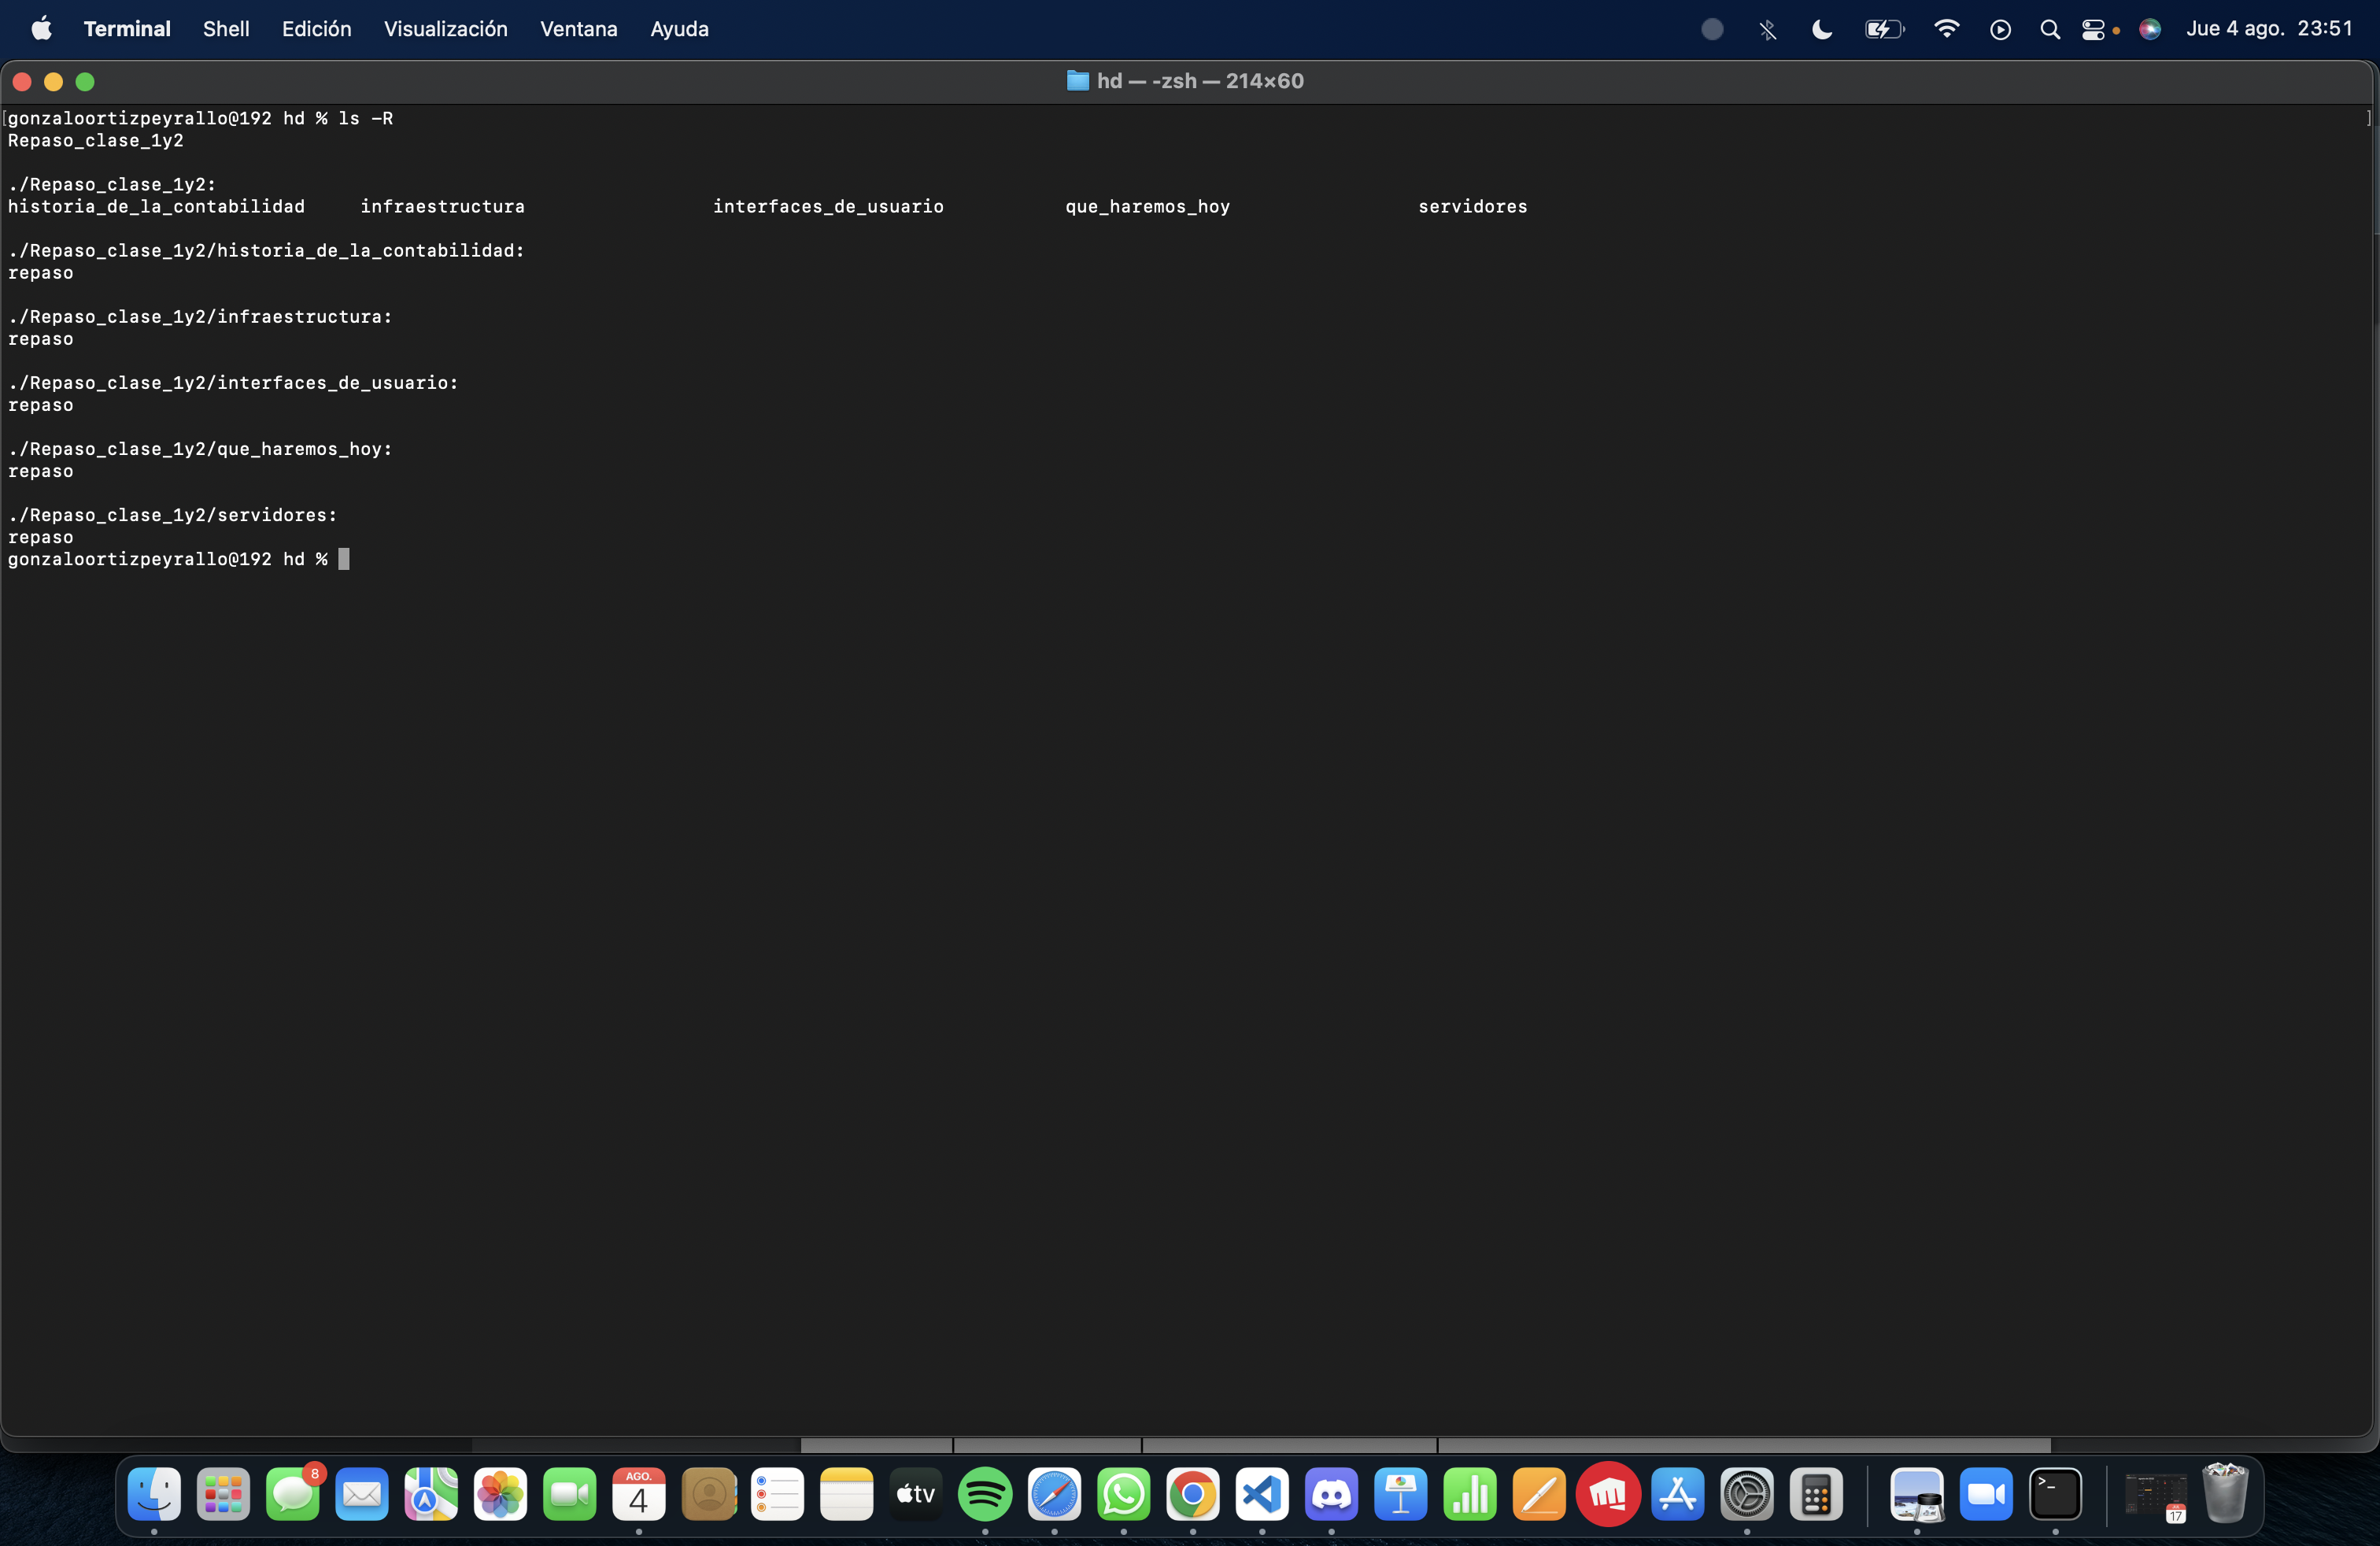 Terminal Shell Edición Visualización Ventana Ayuda Jue 4 ago. 23:51
hd — -zsh — 214×60
[gonzaloortizpeyrallo@192 hd % ls -R ]
Repaso_clase_1y2
./Repaso_clase_1y2:
historia_de_la_contabilidad infraestructura interfaces_de_usuario que_haremos_hoy servidores
./Repaso_clase_1y2/historia_de_la_contabilidad:
repaso
./Repaso_clase_1y2/infraestructura:
repaso
./Repaso_clase_1y2/interfaces_de_usuario:
repaso
./Repaso_clase_1y2/que_haremos_hoy:
repaso
./Repaso_clase_1y2/servidores:
repaso
gonzaloortizpeyrallo@192 hd %
8 AGO. 4 tv >_ 17